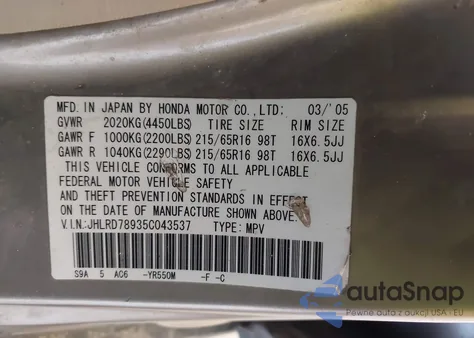 MFD. IN JAPAN BY HONDA MOTOR CO.,LTD: 03/'05
GVWR 2020KG(4450LBS) TIRE SIZE RIM SIZE
GAWR F 1000KG(2200LBS) 215/65R16 98T 16X6.5JJ
GAWR R 1040KG(2290LBS) 215/65R16 98T 16X6.5JJ
THIS VEHICLE CONFORMS TO ALL APPLICABLE
FEDERAL MOTOR VEHICLE SAFETY
AND THEFT PREVENTION STANDARDS IN EFFECT
ON THE DATE OF MANUFACTURE SHOWN ABOVE.
V.I.N:JHLRD78935C043537 TYPE: MPV
S9A 5 AC6 -YR550M -F -C
autoSnap
Აукціон автомобілів